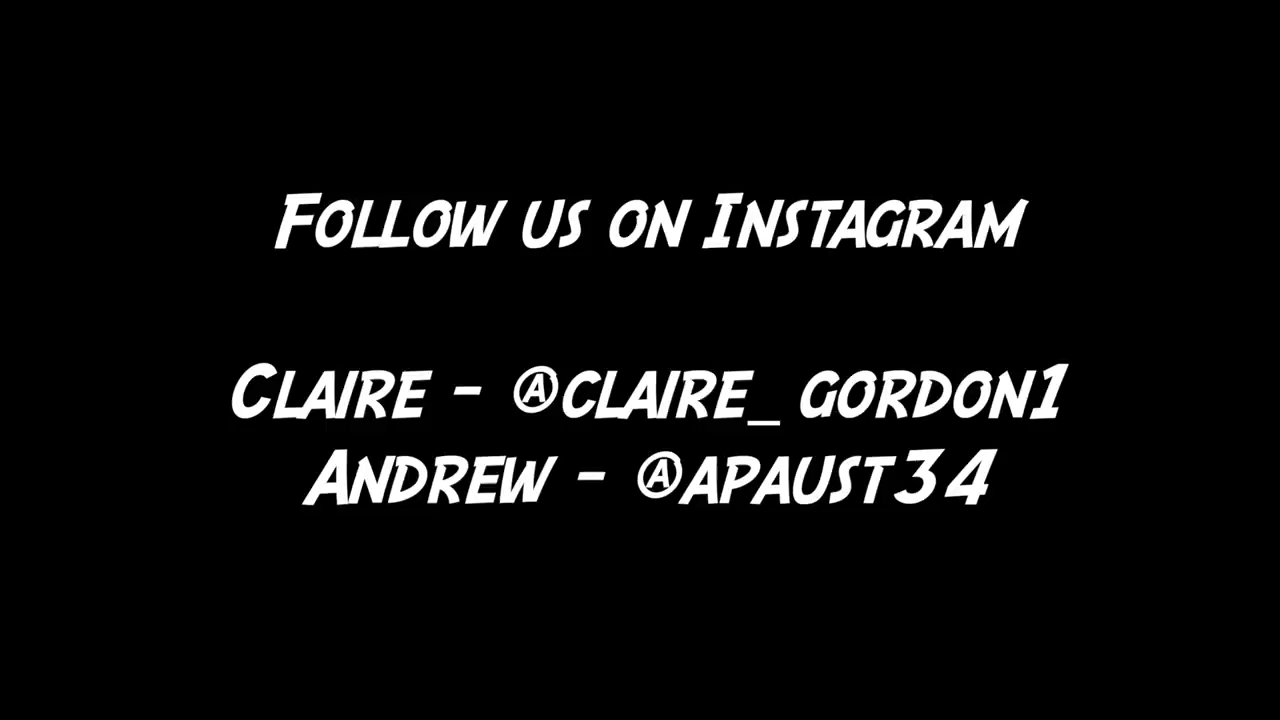 Follow us on Instagram
Claire - @claire_gordon1
Andrew - @apaust34